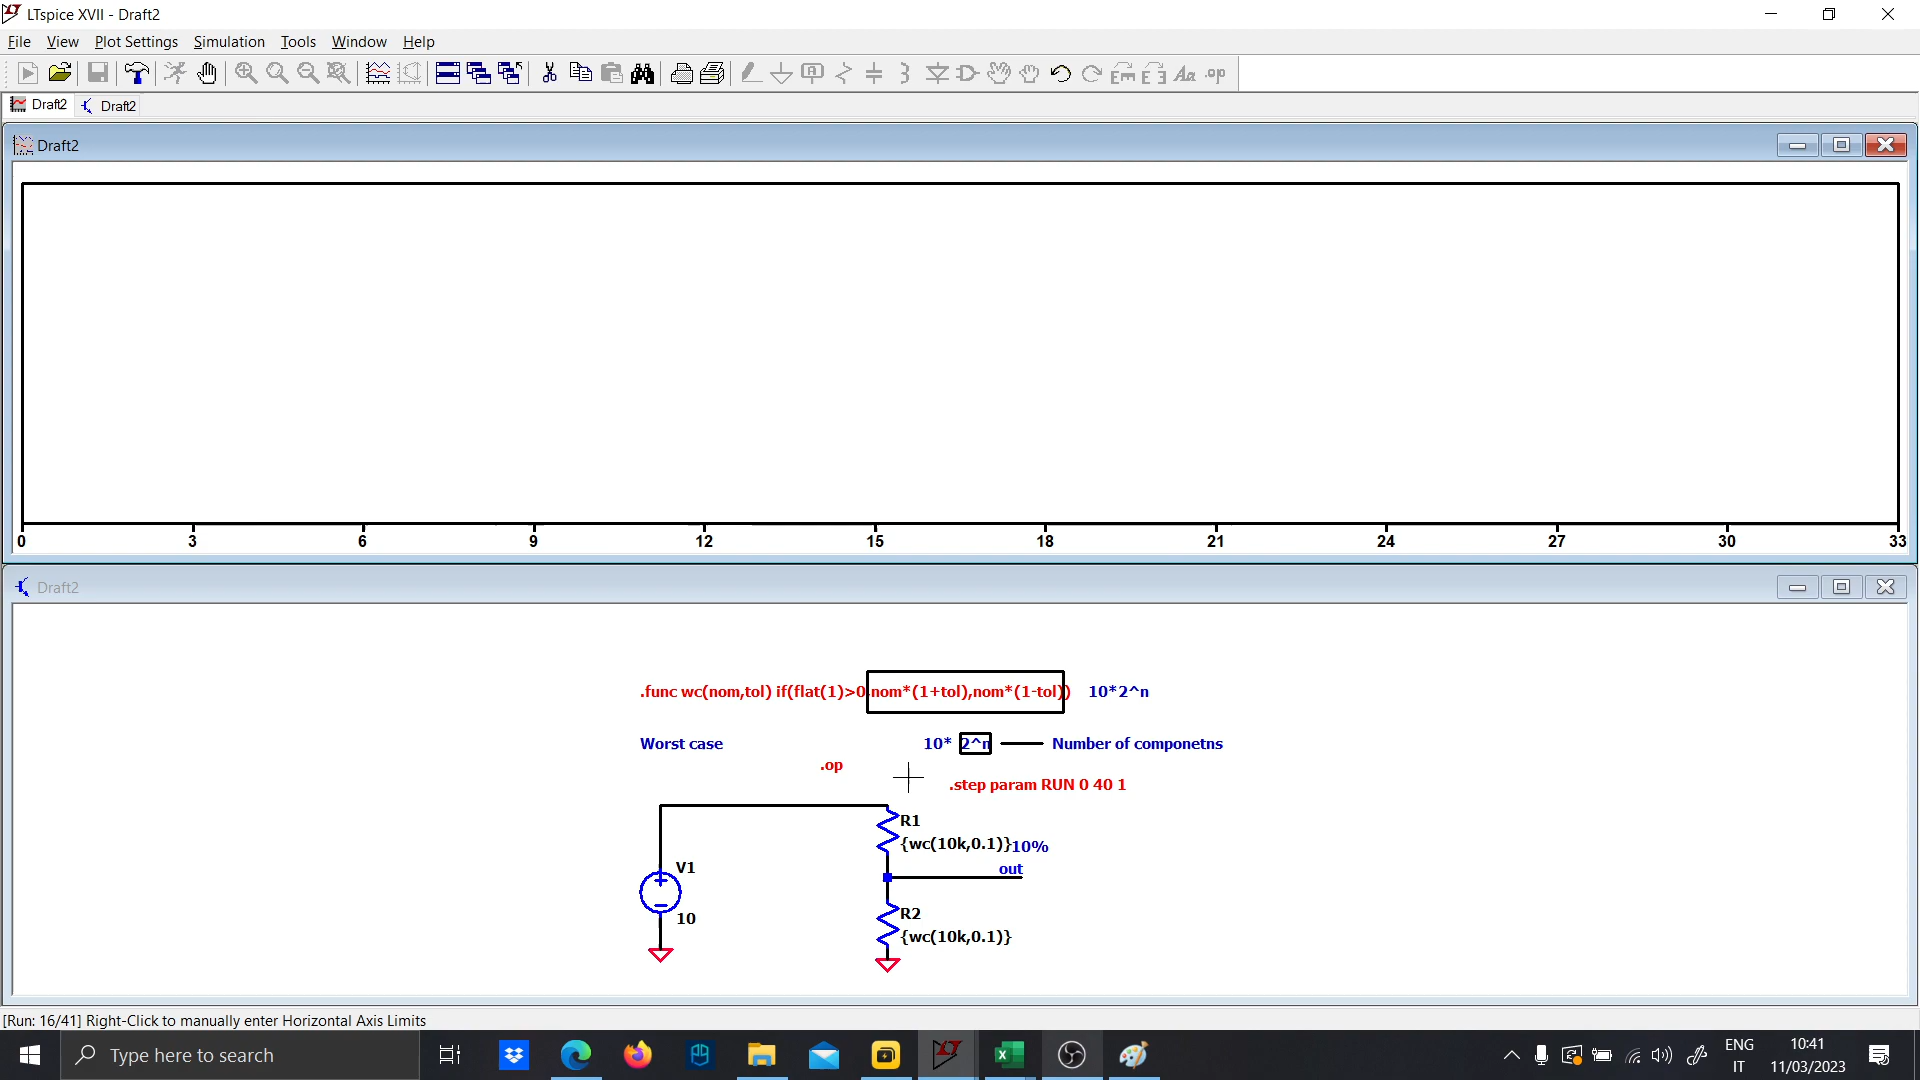 LTspice XVII - Draft2
File View Plot Settings Simulation Tools Window Help
Draft2 Draft2
Draft2
0 3 6 9 12 15 18 21 24 27 30 33
Draft2
.func wc(nom,tol) if(flat(1)>0,nom*(1+tol),nom*(1-tol)) 10*2^n
Worst case 10* 2^n Number of componetns
.op
.step param RUN 0 40 1
R1
{wc(10k,0.1)} 10%
V1 out
10 R2
{wc(10k,0.1)}
[Run: 16/41] Right-Click to manually enter Horizontal Axis Limits
Type here to search
ENG 10:41
IT 11/03/2023